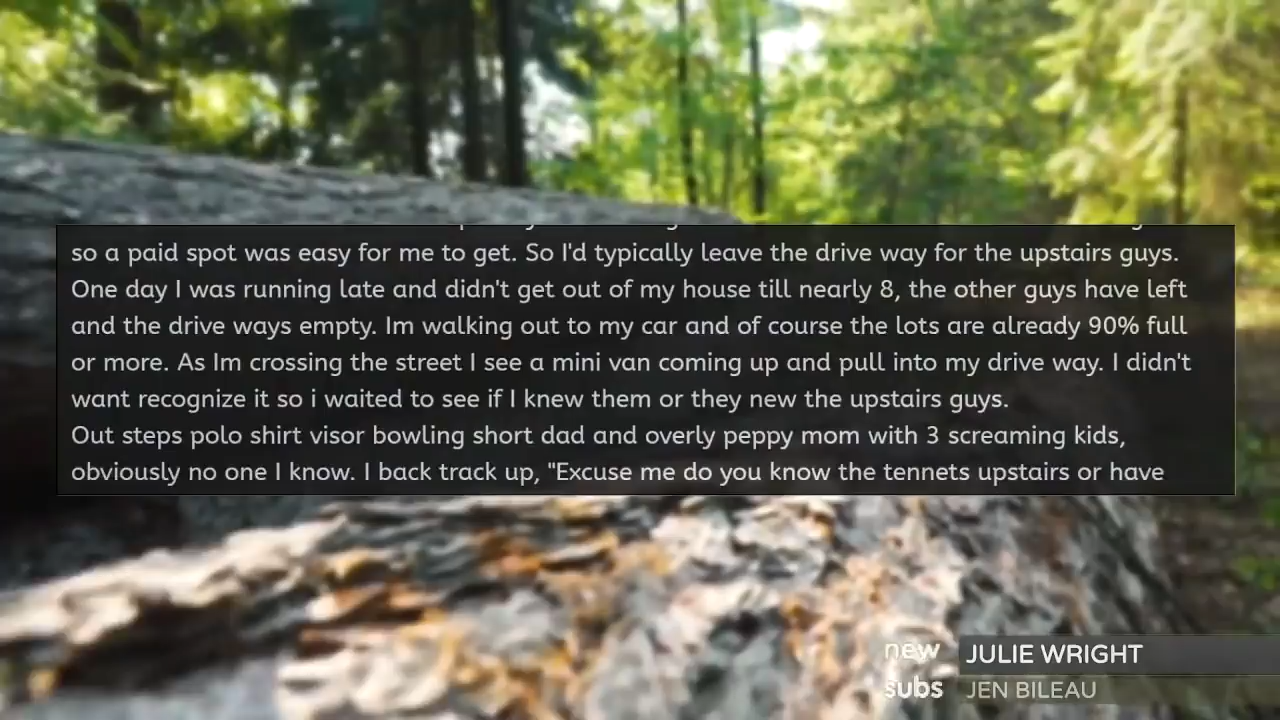 so a paid spot was easy for me to get. So I'd typically leave the drive way for the upstairs guys.
One day I was running late and didn't get out of my house till nearly 8, the other guys have left
and the drive ways empty. Im walking out to my car and of course the lots are already 90% full
or more. As Im crossing the street I see a mini van coming up and pull into my drive way. I didn't
want recognize it so i waited to see if I knew them or they new the upstairs guys.
Out steps polo shirt visor bowling short dad and overly peppy mom with 3 screaming kids,
obviously no one I know. I back track up, "Excuse me do you know the tennets upstairs or have
new
subs
JULIE WRIGHT
JEN BILEAU